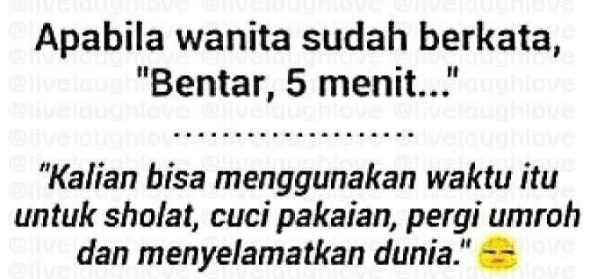 Apabila wanita sudah berkata,
"Bentar, 5 menit..."
....................
"Kalian bisa menggunakan waktu itu
untuk sholat, cuci pakaian, pergi umroh
dan menyelamatkan dunia." 😑